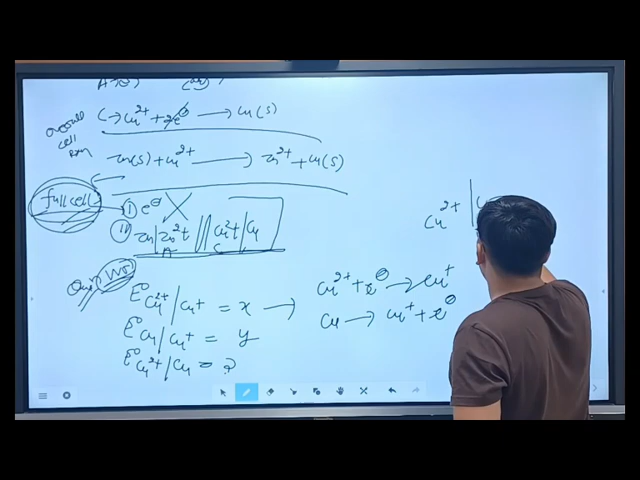 C → Cu²⁺ + 2e⊖ → Cu(s)
overall cell rxn
Zn(s) + Cu²⁺ → Zn²⁺ + Cu(s)
full cell
(i) e⊖
(ii) Zn|Zn²⁺ || Cu²⁺|Cu
A C
Que
E°Cu²⁺|Cu⁺ = x →
Cu²⁺ + e⊖ → Cu⁺
E°Cu|Cu⁺ = y
Cu → Cu⁺ + e⊖
E°Cu²⁺|Cu = ?
Cu²⁺ |